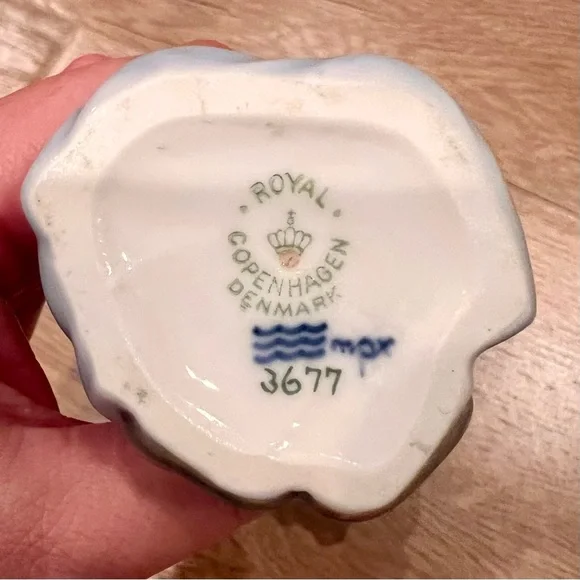 ROYAL
COPENHAGEN
DENMARK
mpx
3677